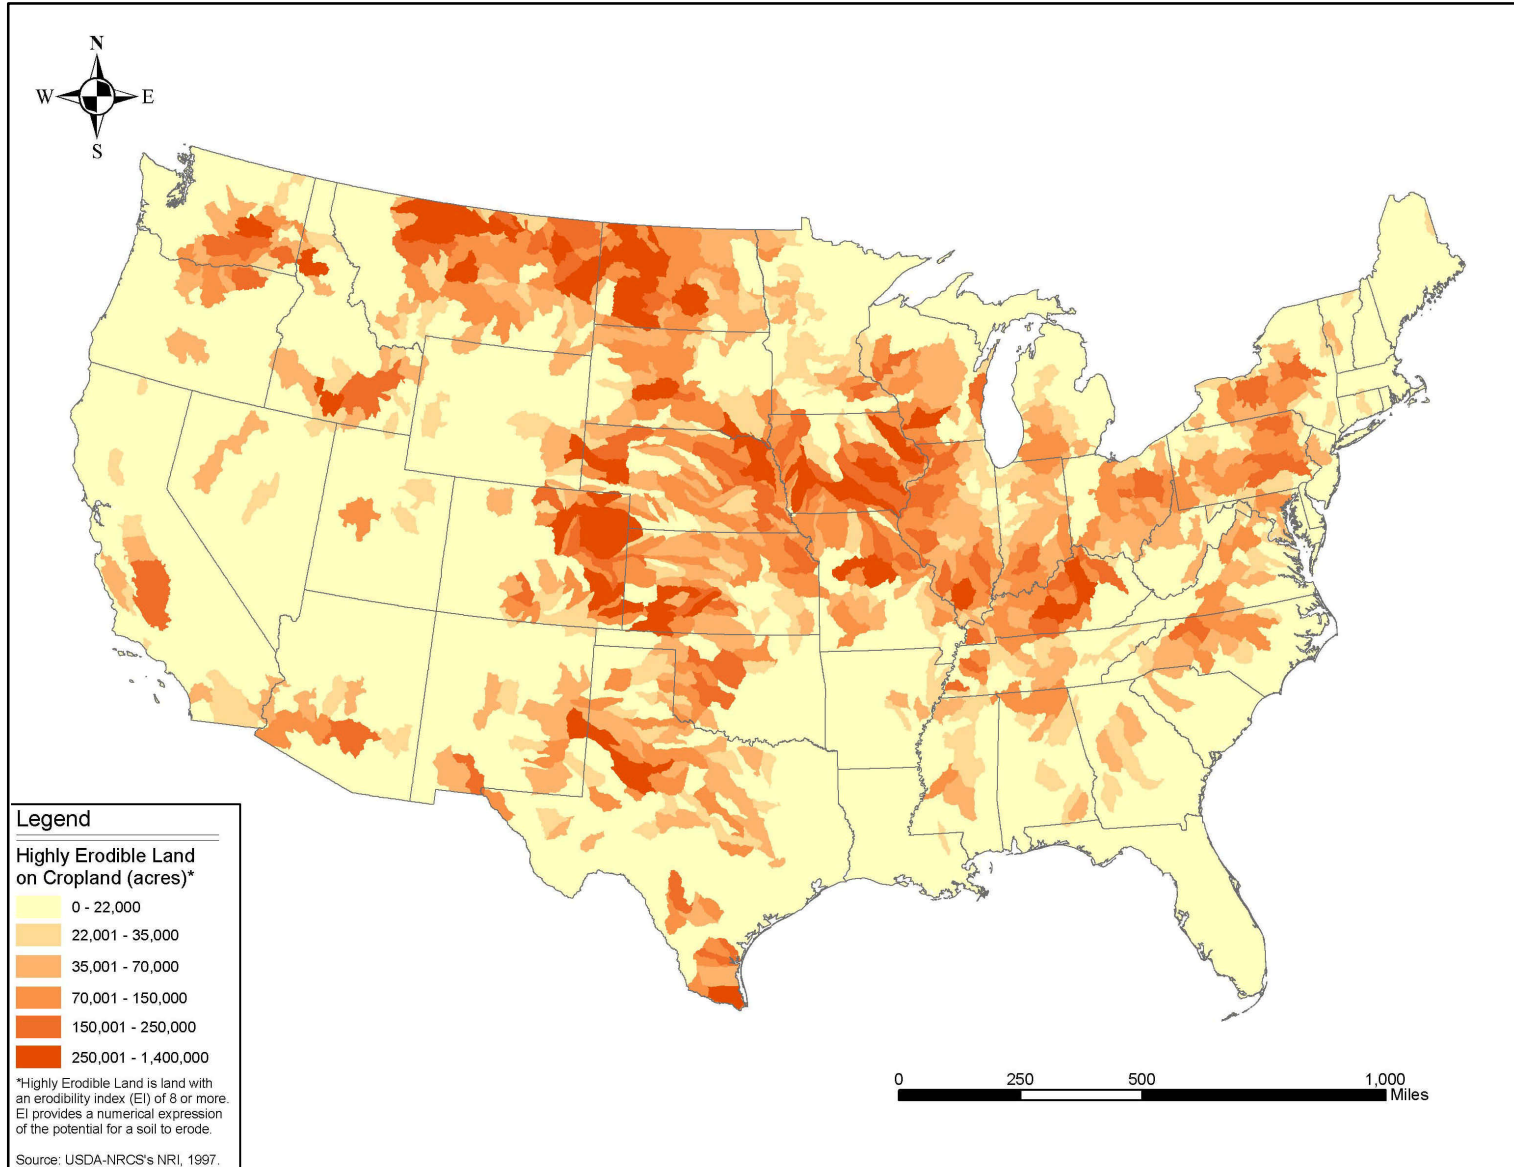 N
W E
S
Legend
Highly Erodible Land
on Cropland (acres)*
0 - 22,000
22,001 - 35,000
35,001 - 70,000
70,001 - 150,000
150,001 - 250,000
250,001 - 1,400,000
*Highly Erodible Land is land with
an erodibility index (EI) of 8 or more.
EI provides a numerical expression
of the potential for a soil to erode.
Source: USDA-NRCS's NRI, 1997.
0 250 500 1,000
Miles